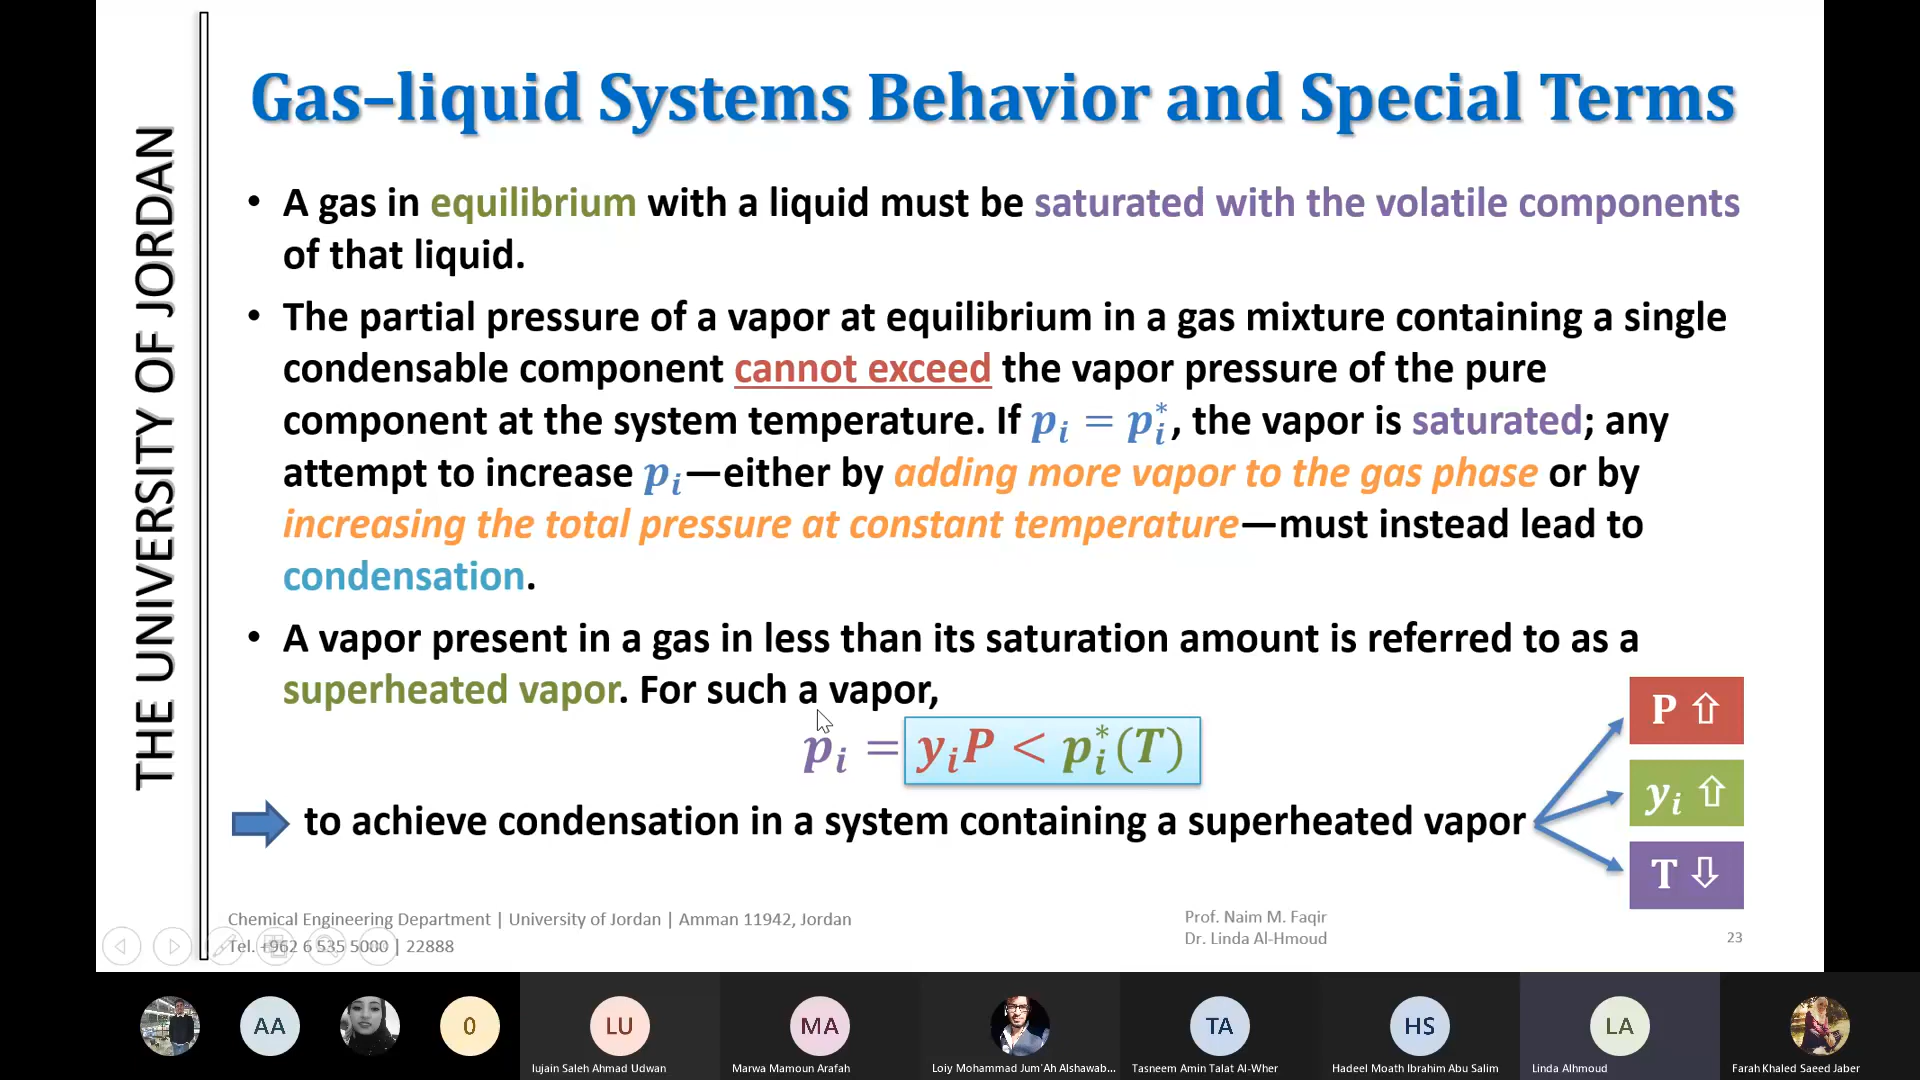 THE UNIVERSITY OF JORDAN
Gas–liquid Systems Behavior and Special Terms
• A gas in equilibrium with a liquid must be saturated with the volatile components
of that liquid.
• The partial pressure of a vapor at equilibrium in a gas mixture containing a single
condensable component cannot exceed the vapor pressure of the pure
component at the system temperature. If pᵢ = pᵢ*, the vapor is saturated; any
attempt to increase pᵢ—either by adding more vapor to the gas phase or by
increasing the total pressure at constant temperature—must instead lead to
condensation.
• A vapor present in a gas in less than its saturation amount is referred to as a
superheated vapor. For such a vapor,
pᵢ = yᵢP < pᵢ*(T)
to achieve condensation in a system containing a superheated vapor
P ⇧
yᵢ ⇧
T ⇩
Chemical Engineering Department | University of Jordan | Amman 11942, Jordan
Tel. +962 6 535 5000 | 22888
Prof. Naim M. Faqir
Dr. Linda Al-Hmoud
23
AA
0
LU
MA
TA
HS
LA
lujain Saleh Ahmad Udwan
Marwa Mamoun Arafah
Loiy Mohammad Jum'Ah Alshawab...
Tasneem Amin Talat Al-Wher
Hadeel Moath Ibrahim Abu Salim
Linda Alhmoud
Farah Khaled Saeed Jaber